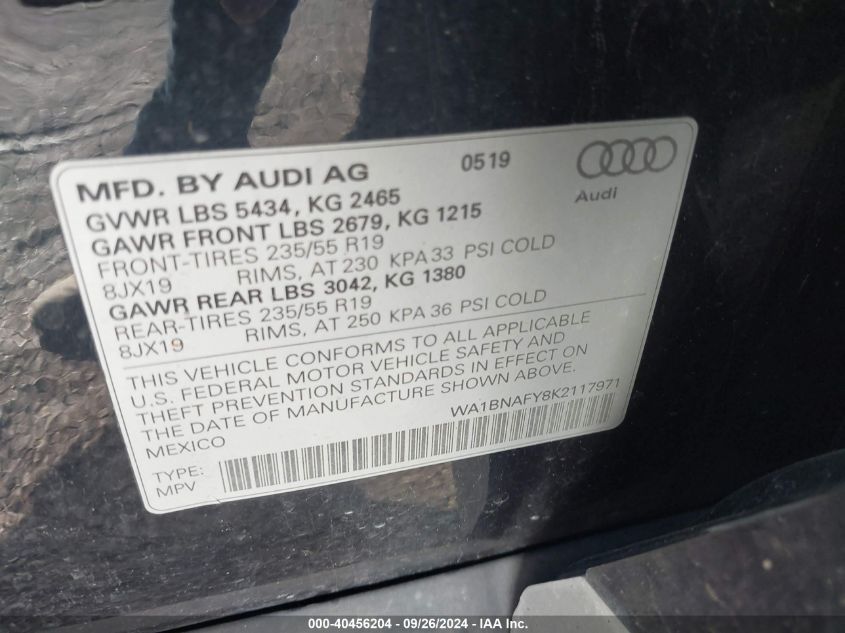 MFD. BY AUDI AG 0519
Audi
GVWR LBS 5434, KG 2465
GAWR FRONT LBS 2679, KG 1215
FRONT-TIRES 235/55 R19
8JX19 RIMS, AT 230 KPA 33 PSI COLD
GAWR REAR LBS 3042, KG 1380
REAR-TIRES 235/55 R19
8JX19 RIMS, AT 250 KPA 36 PSI COLD
THIS VEHICLE CONFORMS TO ALL APPLICABLE
U.S. FEDERAL MOTOR VEHICLE SAFETY AND
THEFT PREVENTION STANDARDS IN EFFECT ON
THE DATE OF MANUFACTURE SHOWN ABOVE.
MEXICO WA1BNAFY8K2117971
TYPE:
MPV
000-40456204 - 09/26/2024 - WA1, INC.